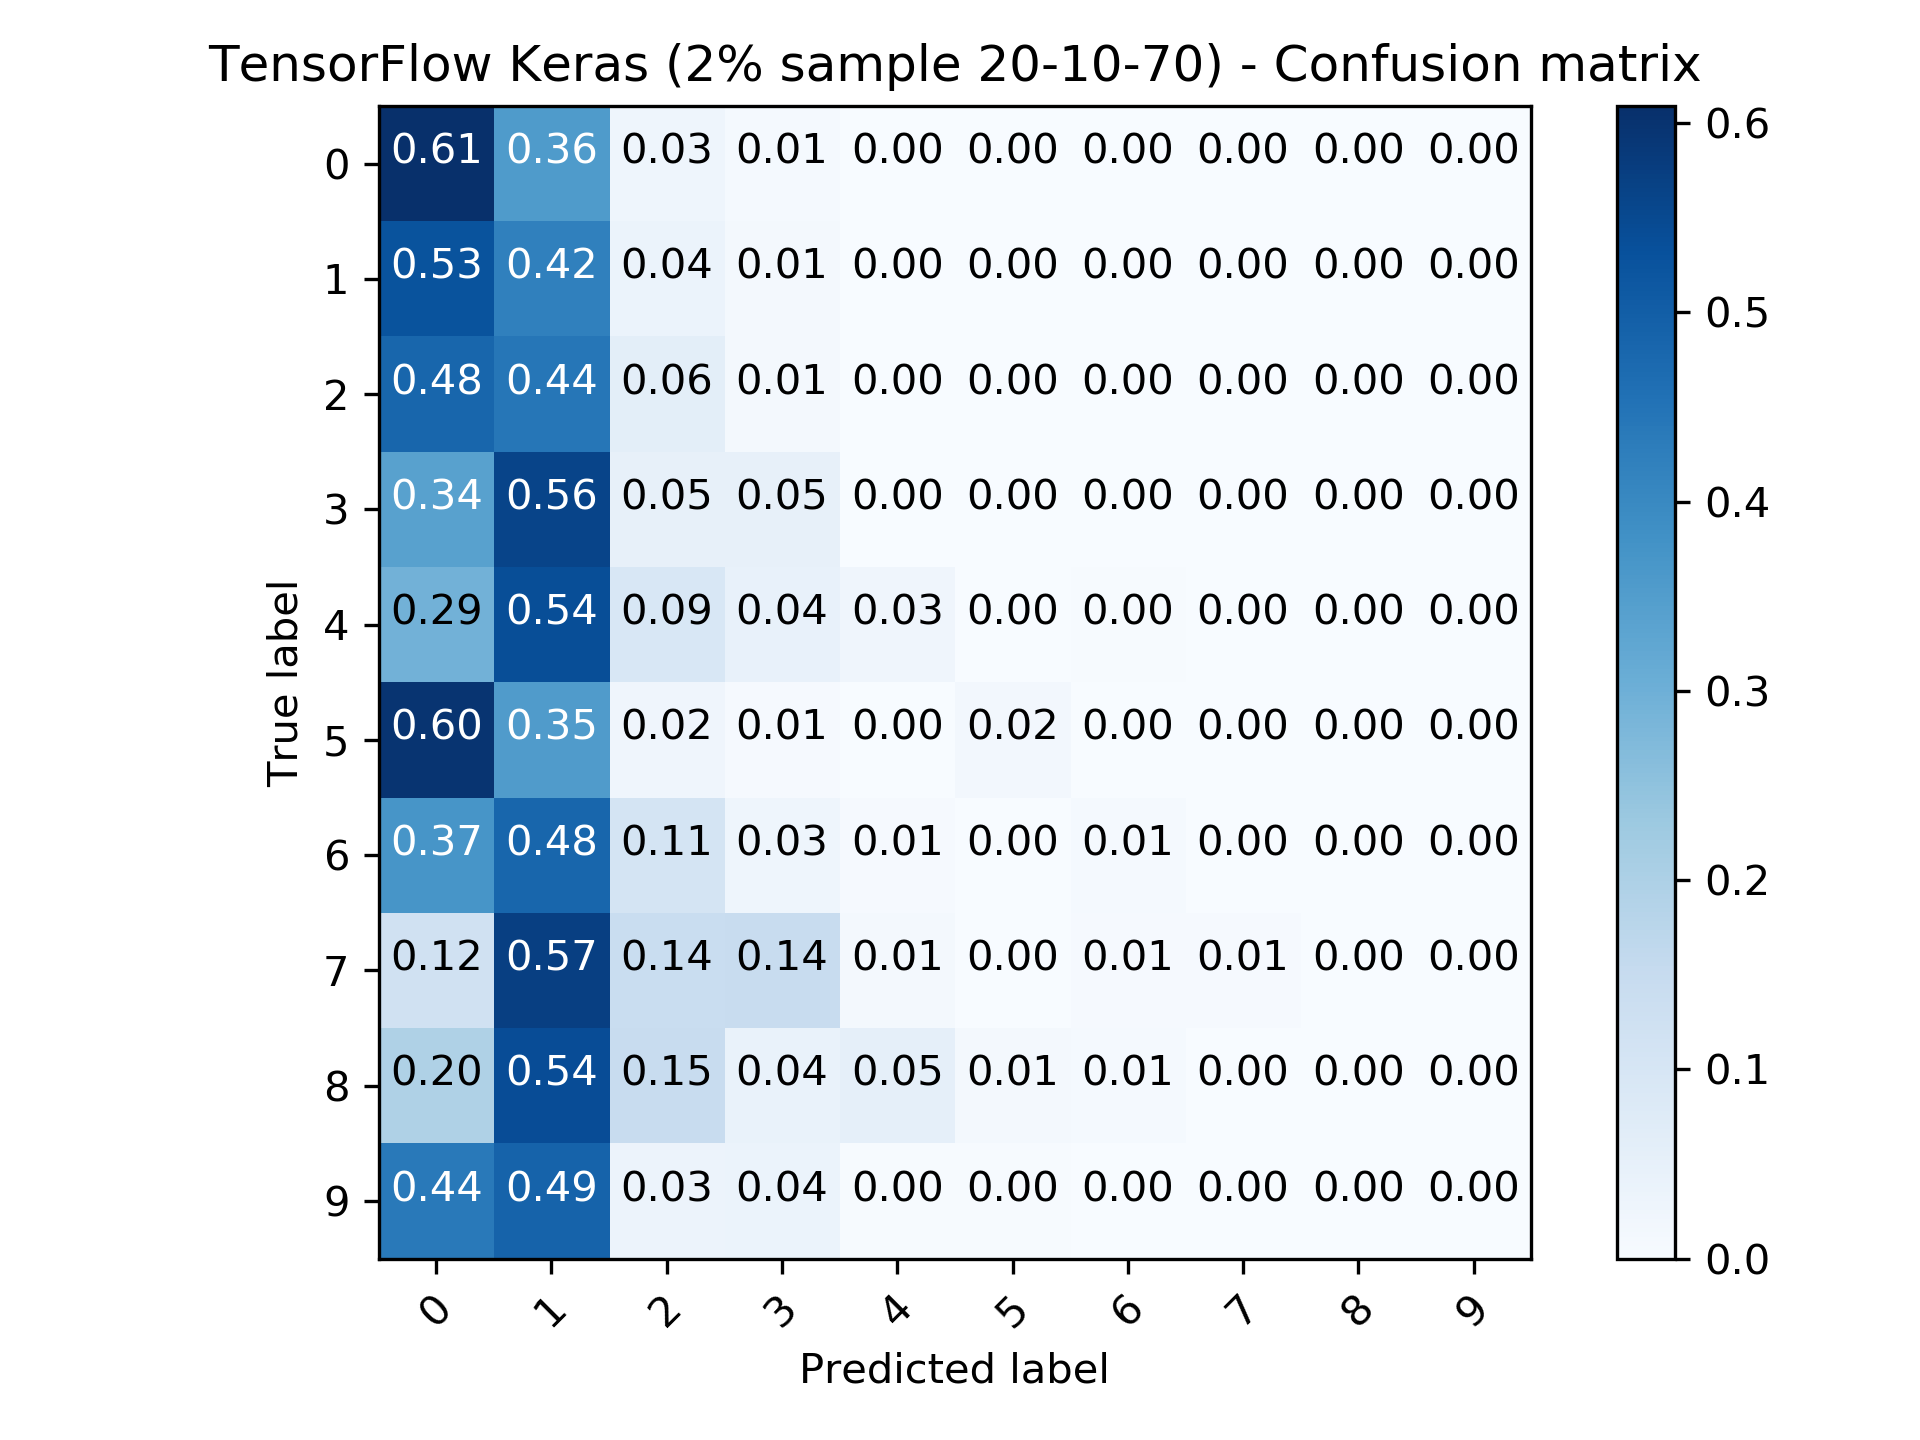 TensorFlow Keras (2% sample 20-10-70) - Confusion matrix
0 0.61 0.36 0.03 0.01 0.00 0.00 0.00 0.00 0.00 0.00
1 0.53 0.42 0.04 0.01 0.00 0.00 0.00 0.00 0.00 0.00
2 0.48 0.44 0.06 0.01 0.00 0.00 0.00 0.00 0.00 0.00
3 0.34 0.56 0.05 0.05 0.00 0.00 0.00 0.00 0.00 0.00
4 0.29 0.54 0.09 0.04 0.03 0.00 0.00 0.00 0.00 0.00
5 0.60 0.35 0.02 0.01 0.00 0.02 0.00 0.00 0.00 0.00
6 0.37 0.48 0.11 0.03 0.01 0.00 0.01 0.00 0.00 0.00
7 0.12 0.57 0.14 0.14 0.01 0.00 0.01 0.01 0.00 0.00
8 0.20 0.54 0.15 0.04 0.05 0.01 0.01 0.00 0.00 0.00
9 0.44 0.49 0.03 0.04 0.00 0.00 0.00 0.00 0.00 0.00
True label
0 1 2 3 4 5 6 7 8 9
Predicted label
0.6
0.5
0.4
0.3
0.2
0.1
0.0